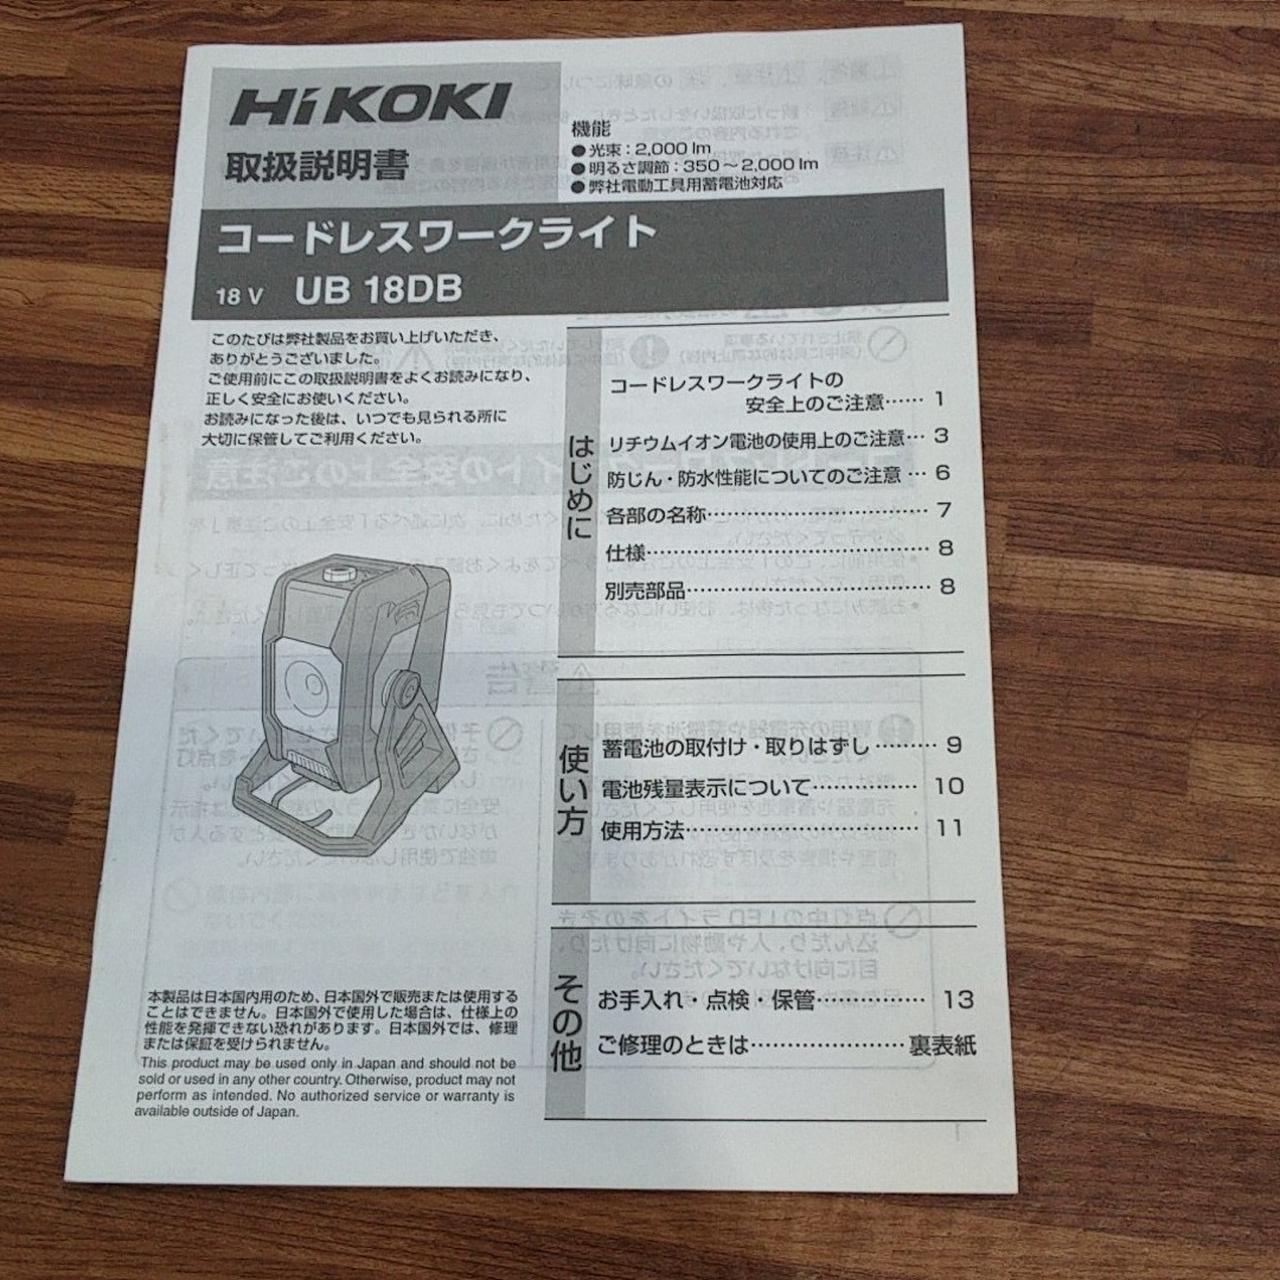 HiKOKI
取扱説明書
機能
●光束：2,000 lm
●明るさ調節：350～2,000 lm
●弊社電動工具用蓄電池対応
コードレスワークライト
18 V UB 18DB
このたびは弊社製品をお買い上げいただき、
ありがとうございました。
ご使用前にこの取扱説明書をよくお読みになり、
正しく安全にお使いください。
お読みになった後は、いつでも見られる所に
大切に保管してご利用ください。
はじめに
コードレスワークライトの
安全上のご注意…… 1
リチウムイオン電池の使用上のご注意… 3
防じん・防水性能についてのご注意… 6
各部の名称………………………… 7
仕様………………………………… 8
別売部品…………………………… 8
使い方
蓄電池の取付け・取りはずし……… 9
電池残量表示について…………… 10
使用方法………………………… 11
その他
お手入れ・点検・保管…………… 13
ご修理のときは…………………裏表紙
本製品は日本国内用のため、日本国外で販売または使用する
ことはできません。日本国外で使用した場合は、仕様上の
性能を発揮できない恐れがあります。日本国外では、修理
または保証を受けられません。
This product may be used only in Japan and should not be
sold or used in any other country. Otherwise, product may not
perform as intended. No authorized service or warranty is
available outside of Japan.